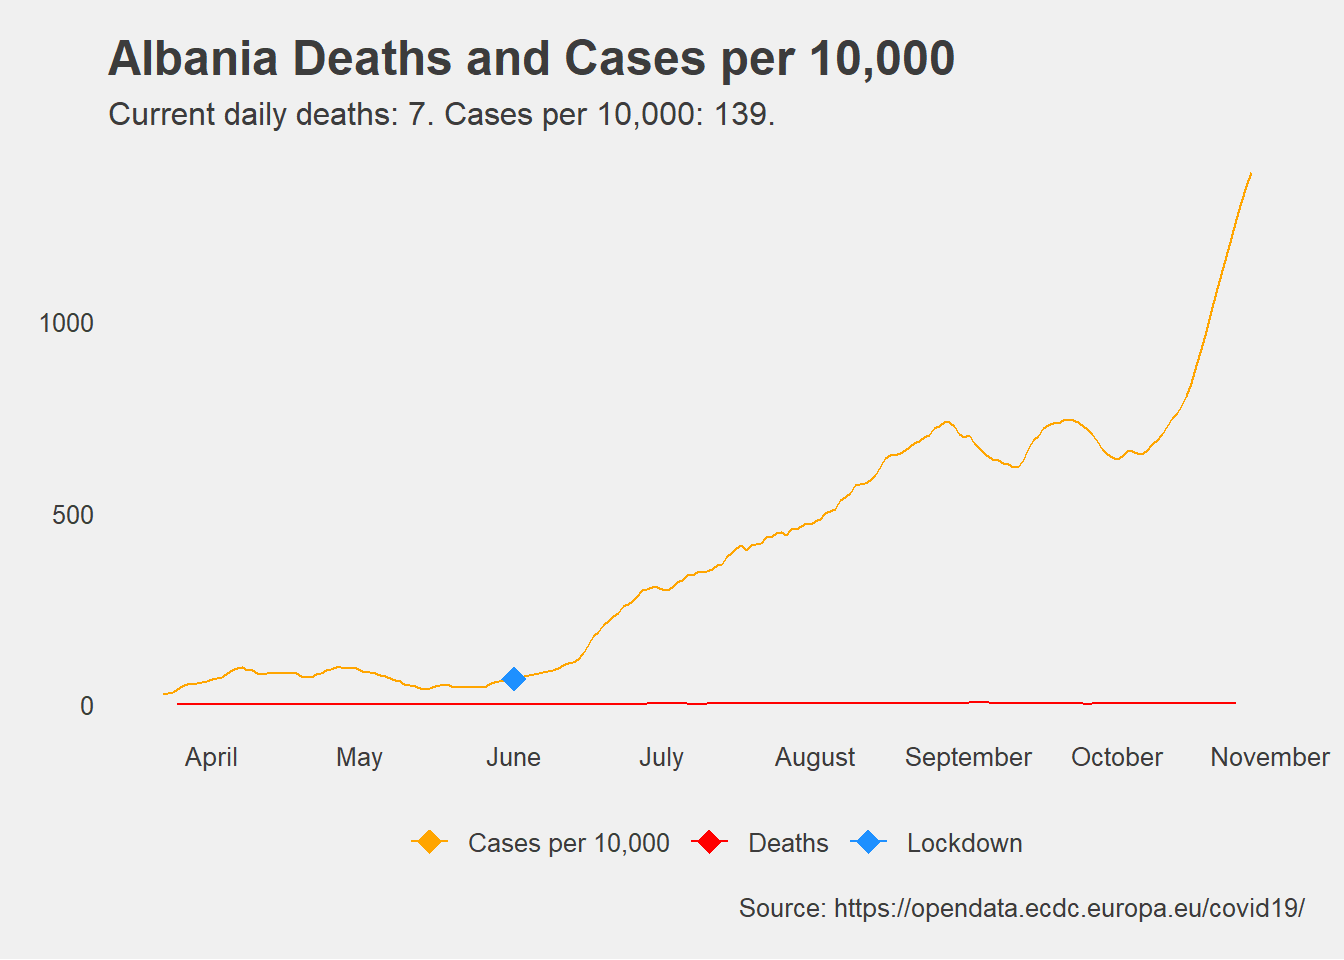 Albania Deaths and Cases per 10,000
Current daily deaths: 7. Cases per 10,000: 139.
1000
500
0
April May June July August September October November
Cases per 10,000 Deaths Lockdown
Source: https://opendata.ecdc.europa.eu/covid19/